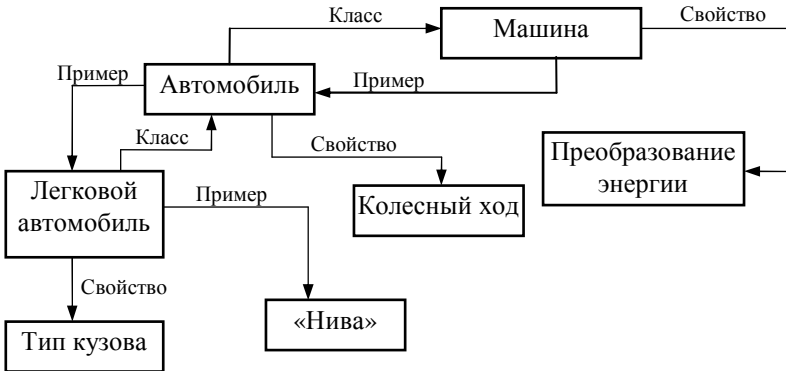 Класс
Свойство
Машина
Пример
Автомобиль
Пример
Класс
Свойство
Преобразование
энергии
Легковой
автомобиль
Пример
Колесный ход
Свойство
«Нива»
Тип кузова